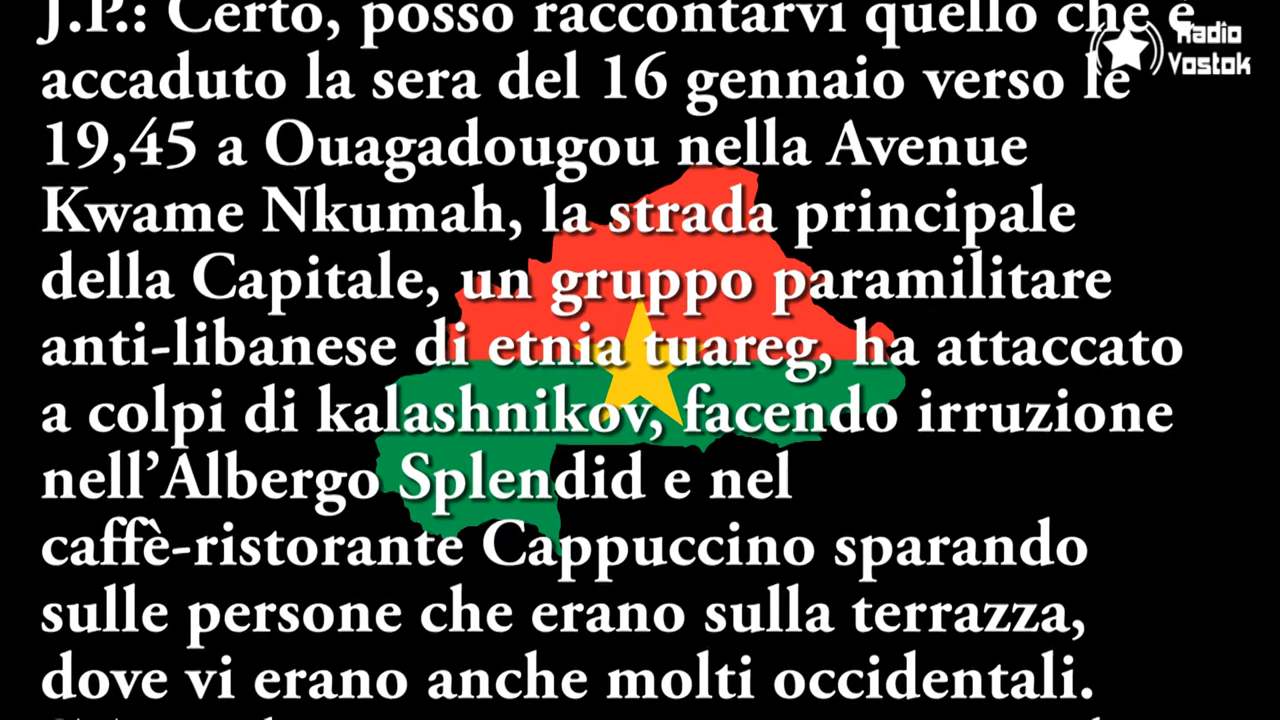 J.P.: Certo, posso raccontarvi quello che è
accaduto la sera del 16 gennaio verso le
19,45 a Ouagadougou nella Avenue
Kwame Nkumah, la strada principale
della Capitale, un gruppo paramilitare
anti-libanese di etnia tuareg, ha attaccato
a colpi di kalashnikov, facendo irruzione
nell’Albergo Splendid e nel
caffè-ristorante Cappuccino sparando
sulle persone che erano sulla terrazza,
dove vi erano anche molti occidentali.
Radio
Vostok